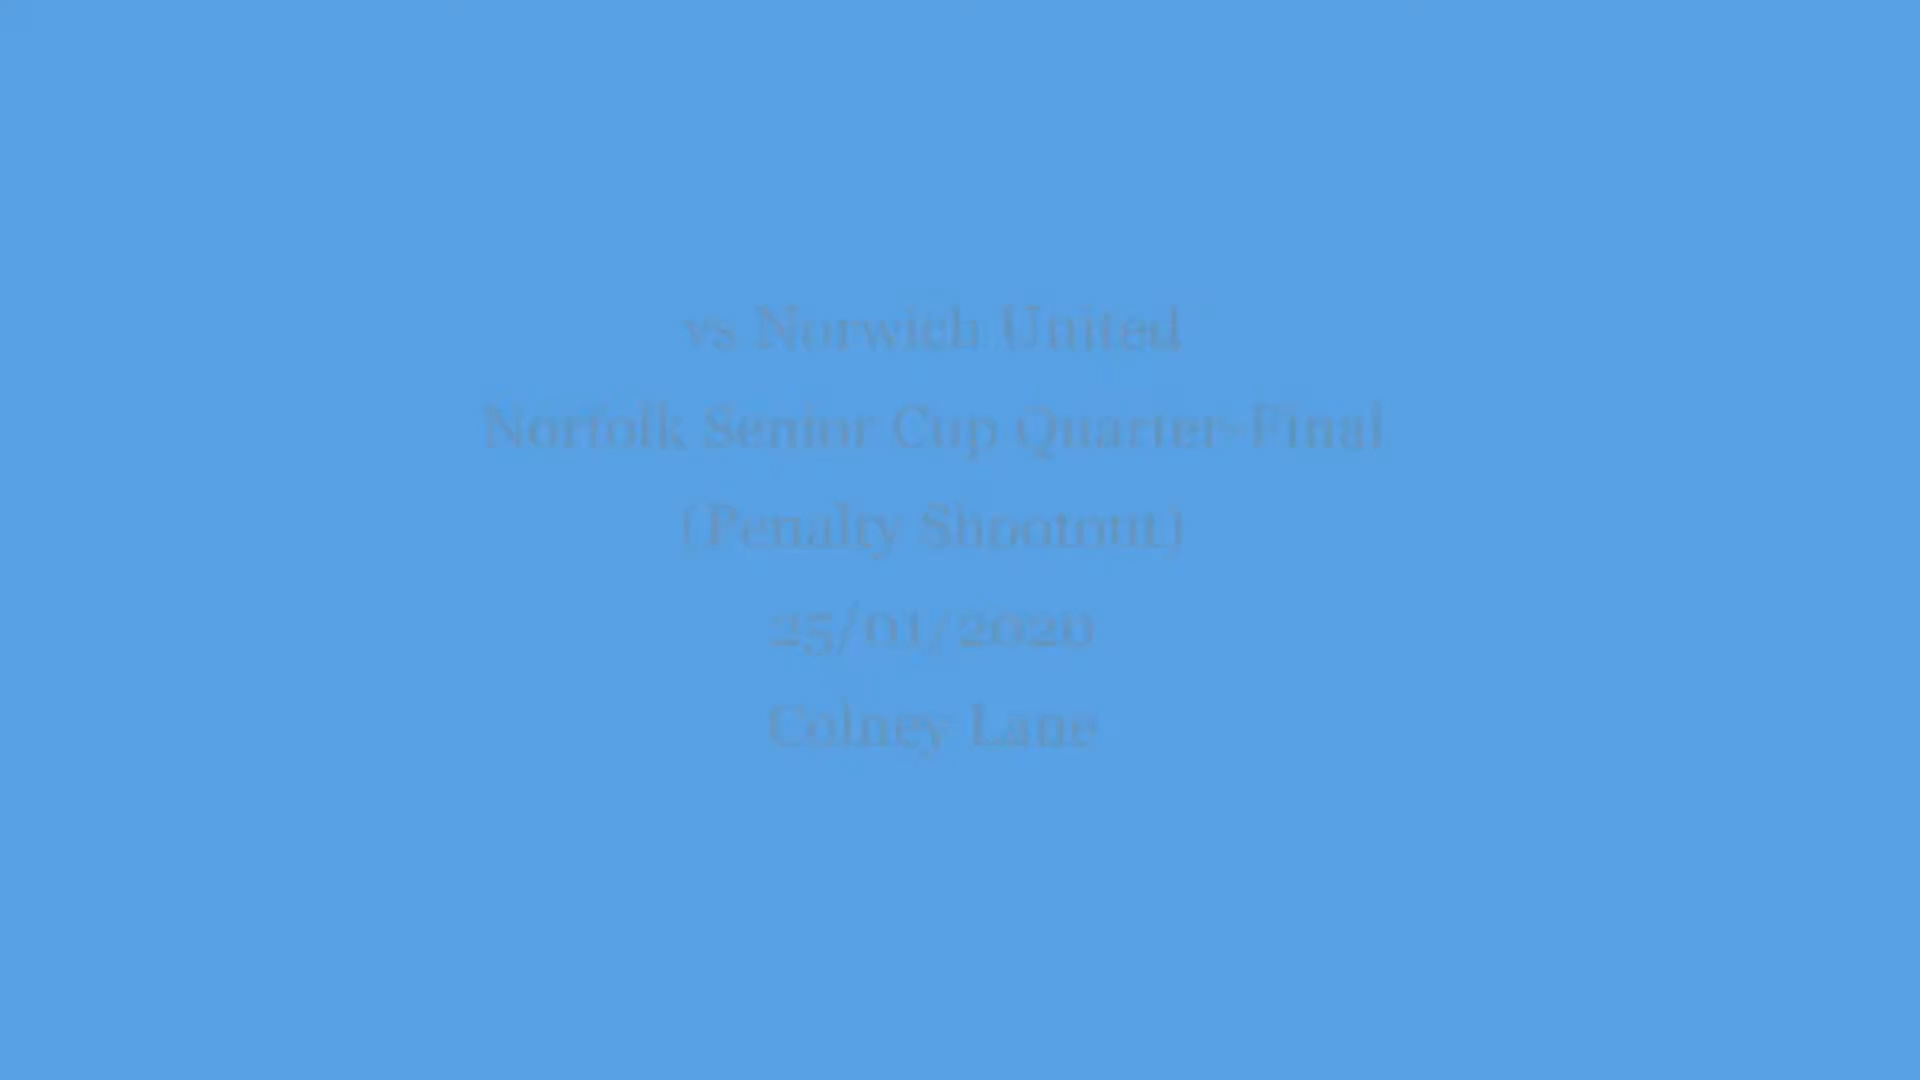 vs Norwich United
Norfolk Senior Cup Quarter-Final
(Penalty Shootout)
25/01/2020
Colney Lane